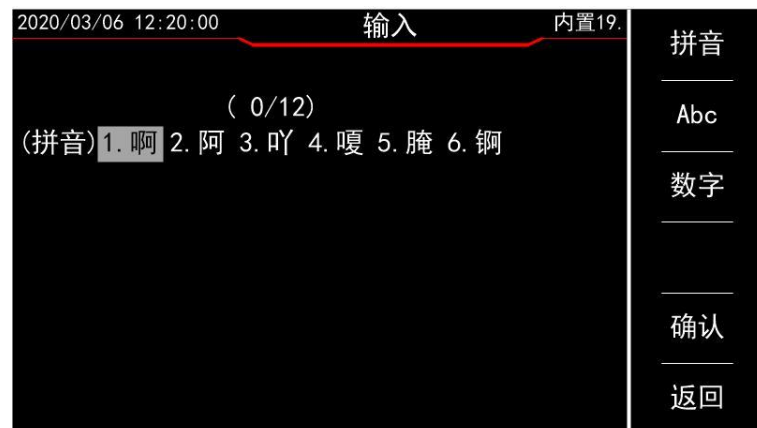 2020/03/06 12:20:00 输入 内置19.
( 0/12)
(拼音)1.啊 2.阿 3.吖 4.嗄 5.腌 6.锕
拼音
Abc
数字
确认
返回